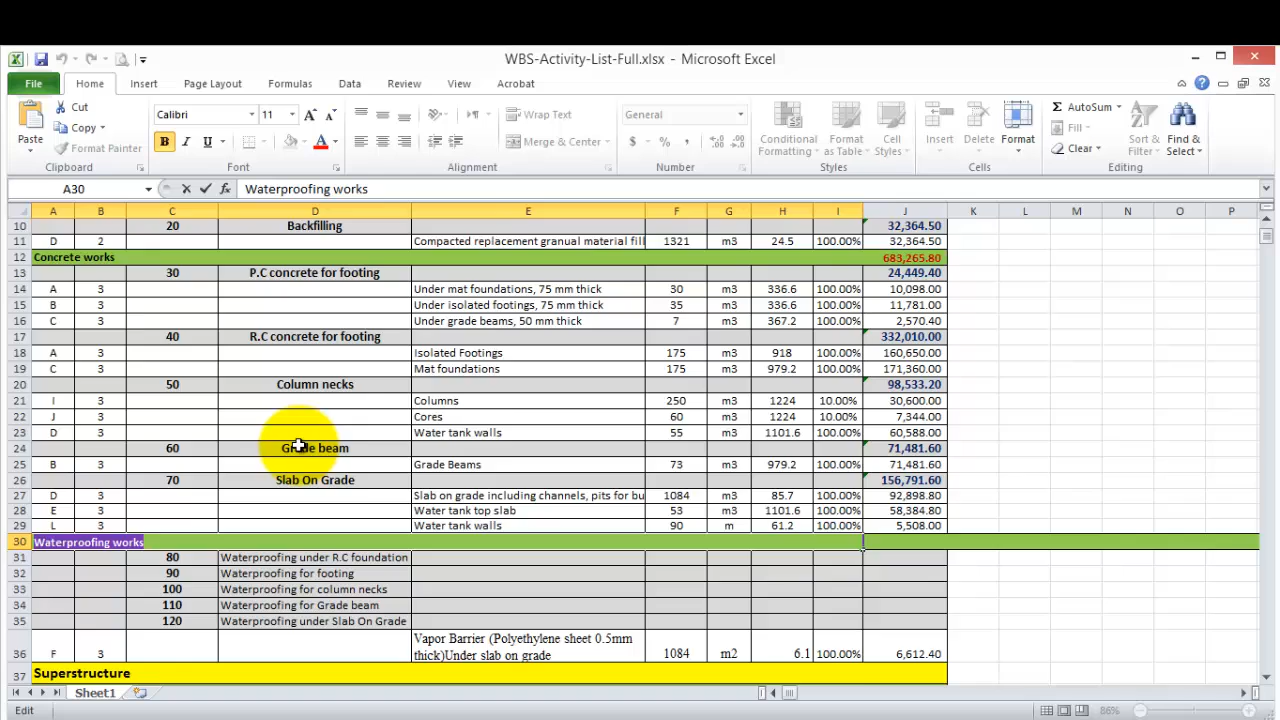 WBS-Activity-List-Full.xlsx - Microsoft Excel
File Home Insert Page Layout Formulas Data Review View Acrobat
Paste Cut Copy Format Painter Clipboard
Calibri 11 B I U A Font
Wrap Text Merge & Center Alignment
General $ % , Number
Conditional Formatting Format as Table Cell Styles Styles
Insert Delete Format Cells
AutoSum Fill Clear Sort & Filter Find & Select Editing
A30 fx Waterproofing works
A B C D E F G H I J K L M N O P
10 20 Backfilling 32,364.50
11 D 2 Compacted replacement granual material fill 1321 m3 24.5 100.00% 32,364.50
12 Concrete works 683,265.80
13 30 P.C concrete for footing 24,449.40
14 A 3 Under mat foundations, 75 mm thick 30 m3 336.6 100.00% 10,098.00
15 B 3 Under isolated footings, 75 mm thick 35 m3 336.6 100.00% 11,781.00
16 C 3 Under grade beams, 50 mm thick 7 m3 367.2 100.00% 2,570.40
17 40 R.C concrete for footing 332,010.00
18 A 3 Isolated Footings 175 m3 918 100.00% 160,650.00
19 C 3 Mat foundations 175 m3 979.2 100.00% 171,360.00
20 50 Column necks 98,533.20
21 I 3 Columns 250 m3 1224 10.00% 30,600.00
22 J 3 Cores 60 m3 1224 10.00% 7,344.00
23 D 3 Water tank walls 55 m3 1101.6 100.00% 60,588.00
24 60 Grade beam 71,481.60
25 B 3 Grade Beams 73 m3 979.2 100.00% 71,481.60
26 70 Slab On Grade 156,791.60
27 D 3 Slab on grade including channels, pits for bu 1084 m3 85.7 100.00% 92,898.80
28 E 3 Water tank top slab 53 m3 1101.6 100.00% 58,384.80
29 L 3 Water tank walls 90 m 61.2 100.00% 5,508.00
30 Waterproofing works
31 80 Waterproofing under R.C foundation
32 90 Waterproofing for footing
33 100 Waterproofing for column necks
34 110 Waterproofing for Grade beam
35 120 Waterproofing under Slab On Grade
36 F 3 Vapor Barrier (Polyethylene sheet 0.5mm thick)Under slab on grade 1084 m2 6.1 100.00% 6,612.40
37 Superstructure
Sheet1
Edit 86%